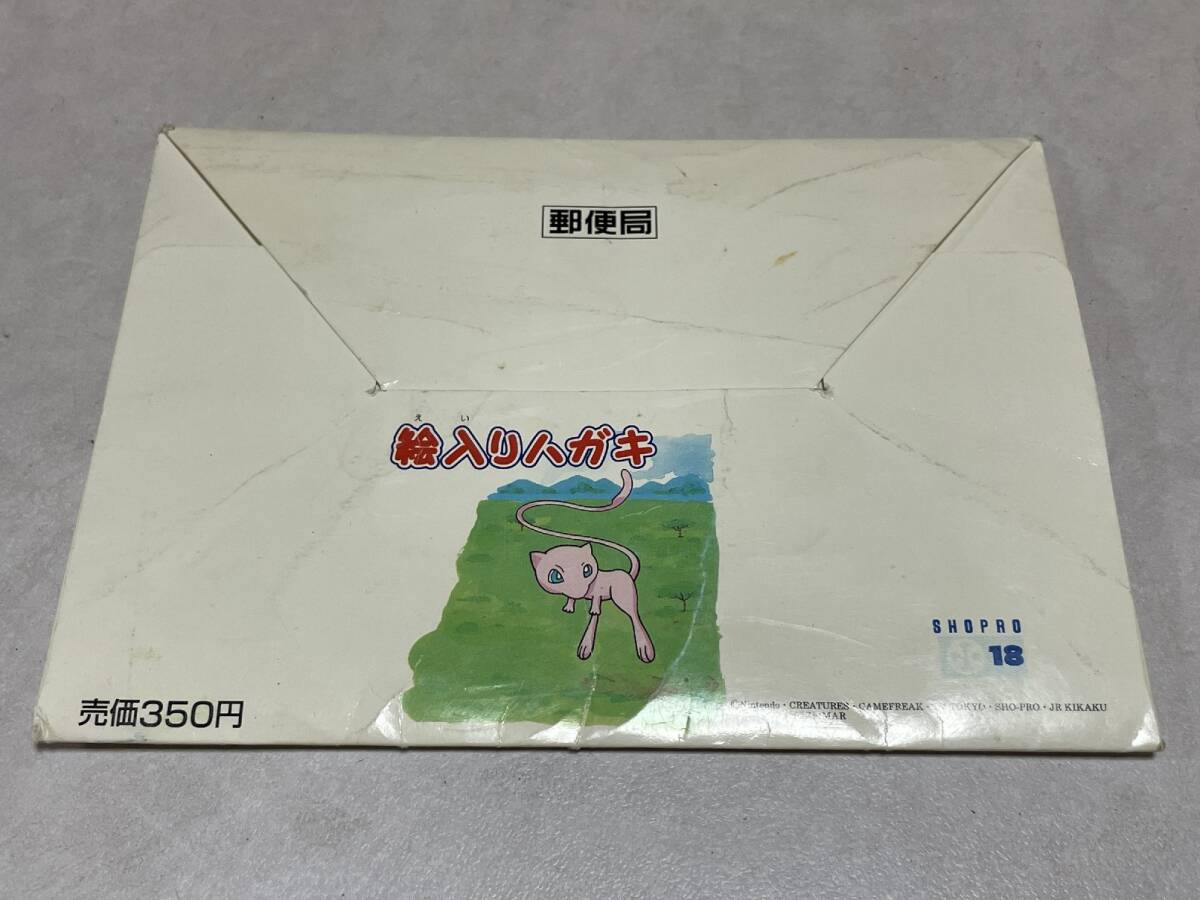 郵便局
えい
絵入りハガキ
SHOPRO
18
売価350円
©Nintendo・CREATURES・GAMEFREAK・TV TOKYO・SHO-PRO・JR KIKAKU